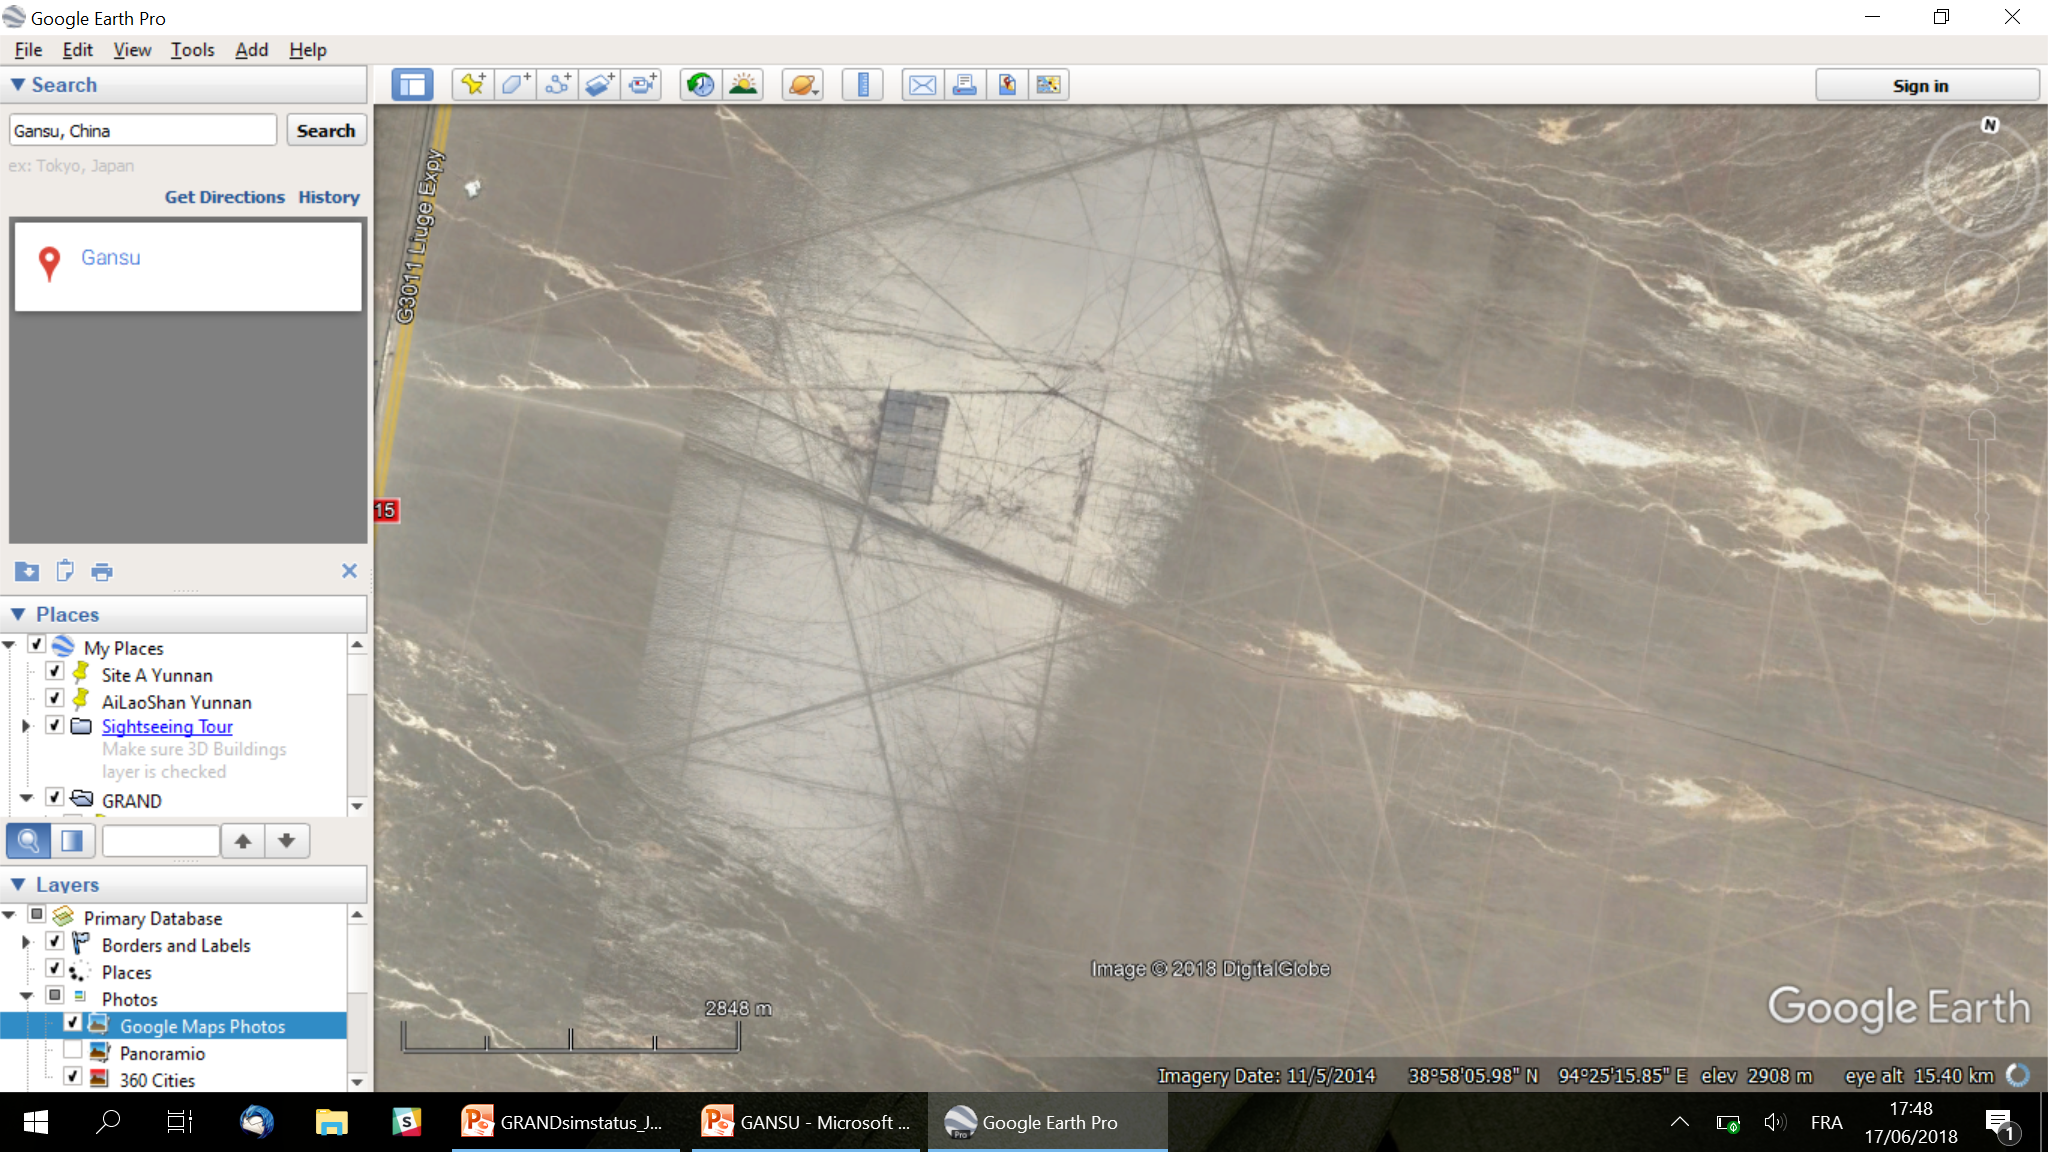 Google Earth Pro
File Edit View Tools Add Help
Search
Gansu, China
Search
ex: Tokyo, Japan
Get Directions History
Gansu
Places
My Places
Site A Yunnan
AiLaoShan Yunnan
Sightseeing Tour
Make sure 3D Buildings
layer is checked
GRAND
Layers
Primary Database
Borders and Labels
Places
Photos
Google Maps Photos
Panoramio
360 Cities
Sign in
N
G3011 Liuge Expy
15
2848 m
Image © 2018 DigitalGlobe
Google Earth
Imagery Date: 11/5/2014 38°58'05.98" N 94°25'15.85" E elev 2908 m eye alt 15.40 km
GRANDsimstatus_J...
GANSU - Microsoft ...
Pro
Google Earth Pro
FRA
17:48
17/06/2018
1